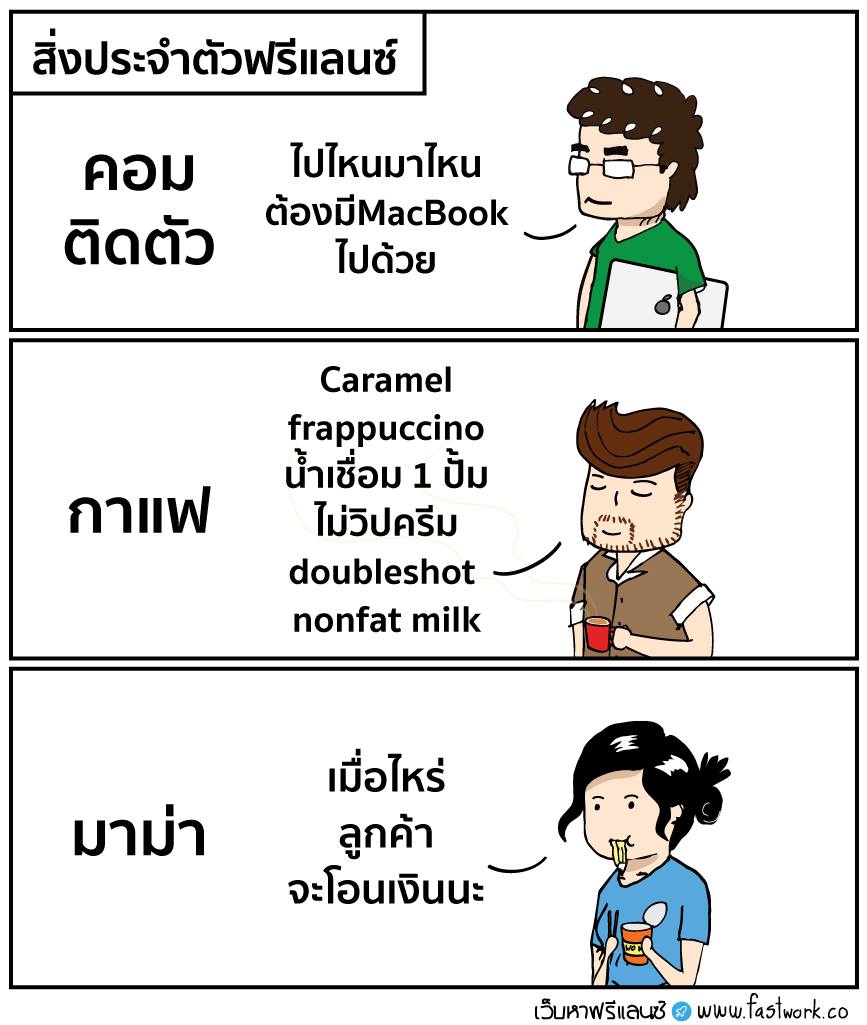 สิ่งประจำตัวฟรีแลนซ์
คอม
ติดตัว
ไปไหนมาไหน
ต้องมีMacBook
ไปด้วย
กาแฟ
Caramel
frappuccino
น้ำเชื่อม 1 ปั้ม
ไม่วิปครีม
doubleshot
nonfat milk
มาม่า
เมื่อไหร่
ลูกค้า
จะโอนเงินนะ
เว็บหาฟรีแลนซ์ www.fastwork.co